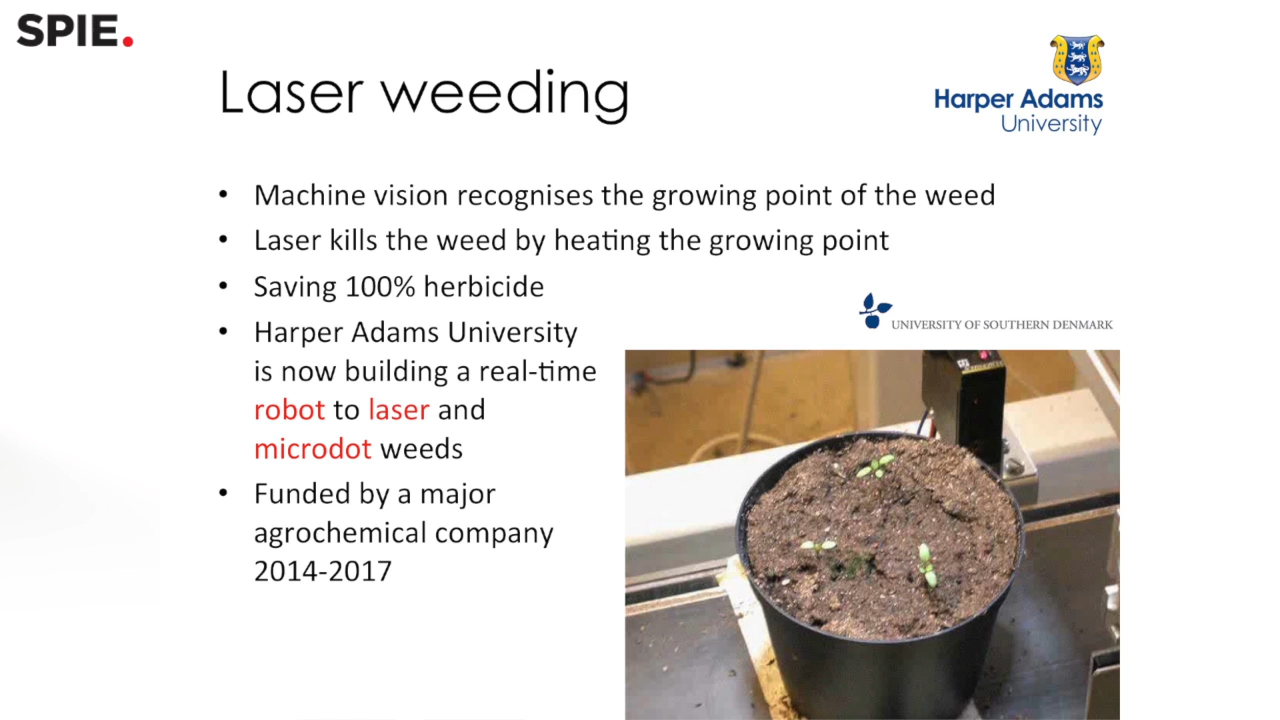 SPIE.
Laser weeding
Harper Adams
University
• Machine vision recognises the growing point of the weed
• Laser kills the weed by heating the growing point
• Saving 100% herbicide
• Harper Adams University
is now building a real-time
robot to laser and
microdot weeds
• Funded by a major
agrochemical company
2014-2017
UNIVERSITY OF SOUTHERN DENMARK